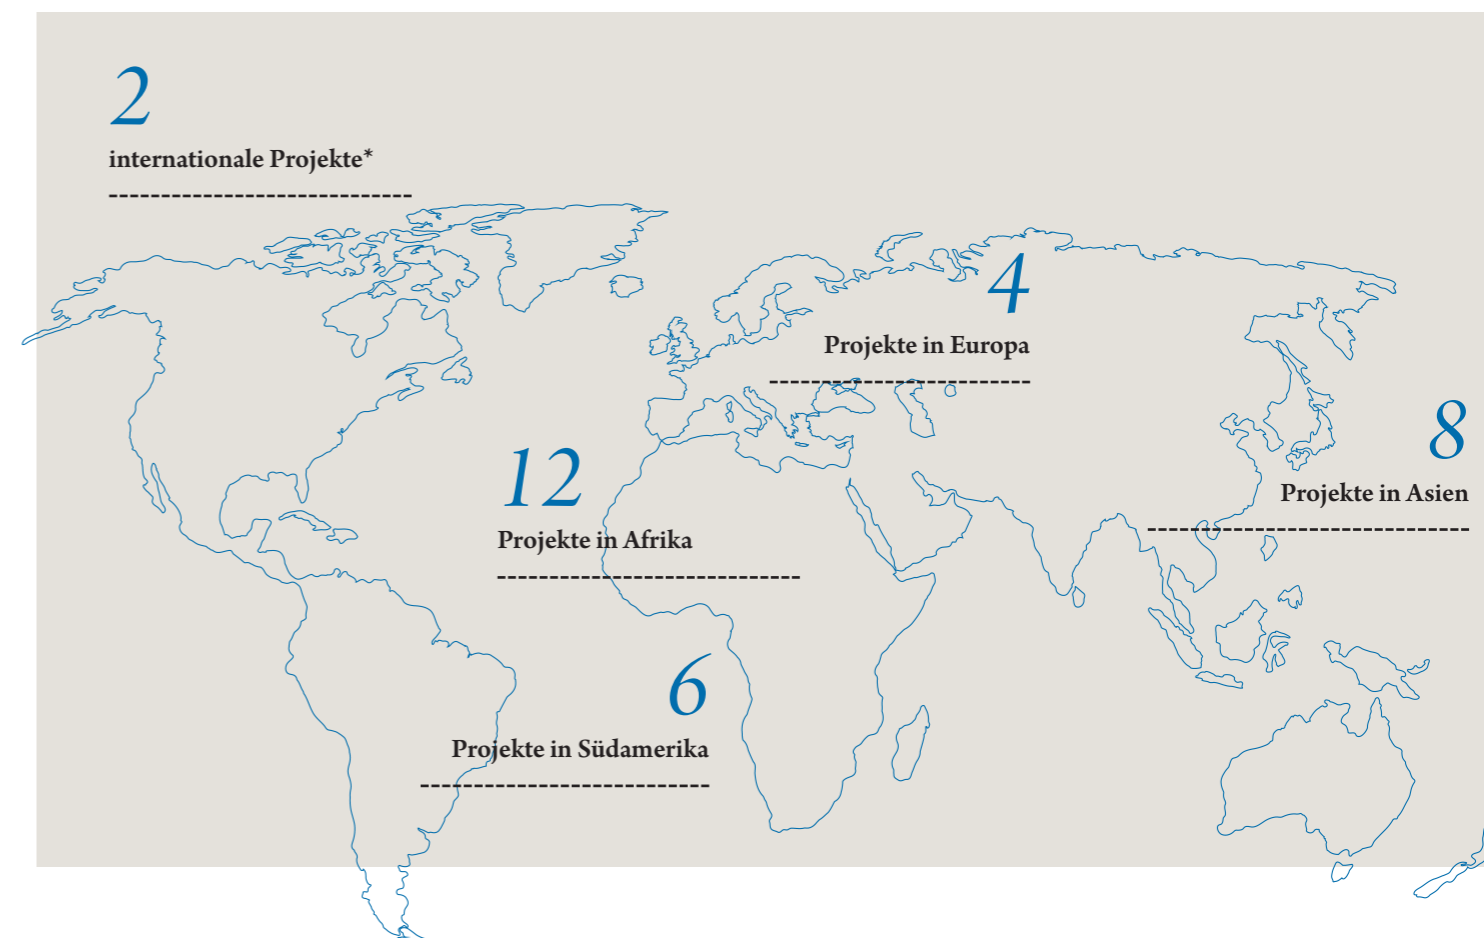 2
internationale Projekte*
4
Projekte in Europa
8
Projekte in Asien
12
Projekte in Afrika
6
Projekte in Südamerika